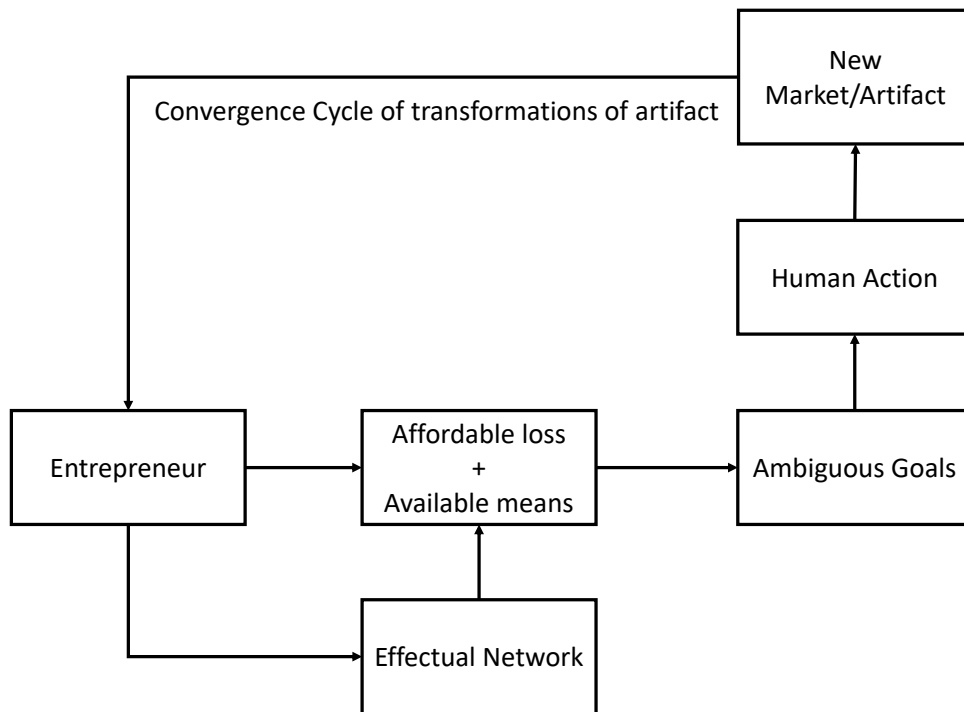 New
Market/Artifact
Convergence Cycle of transformations of artifact
Human Action
Entrepreneur
Affordable loss
+
Available means
Ambiguous Goals
Effectual Network